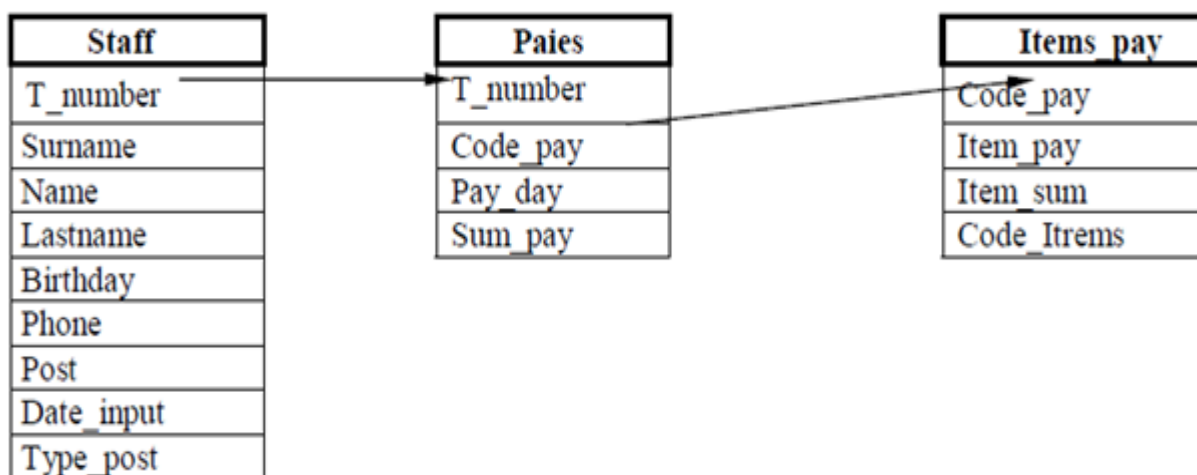 Staff
T_number
Surname
Name
Lastname
Birthday
Phone
Post
Date_input
Type_post
Paies
T_number
Code_pay
Pay_day
Sum_pay
Items_pay
Code_pay
Item_pay
Item_sum
Code_Itrems